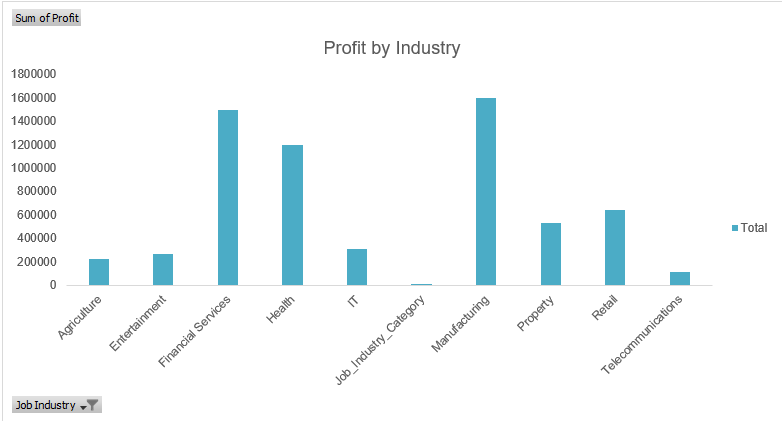 Sum of Profit
Profit by Industry
1800000
1600000
1400000
1200000
1000000
800000
600000
400000
200000
0
Total
Agriculture
Entertainment
Financial Services
Health
IT
Job_Industry_Category
Manufacturing
Property
Retail
Telecommunications
Job Industry